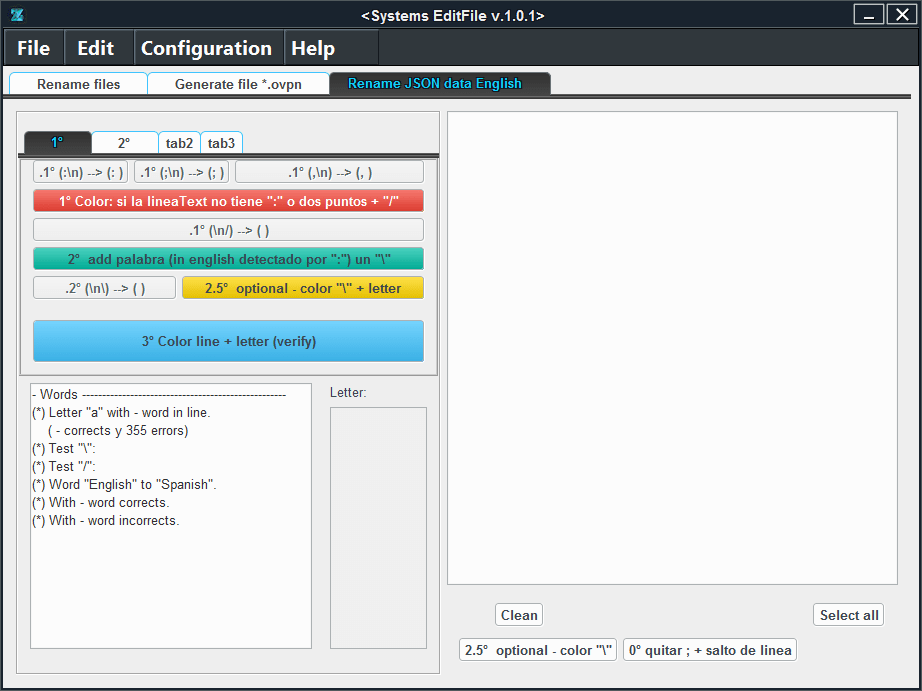 <Systems EditFile v.1.0.1>
File Edit Configuration Help
Rename files Generate file *.ovpn Rename JSON data English
1° 2° tab2 tab3
.1° (:\n) --> (: ) .1° (;\n) --> (; ) .1° (,\n) --> (, )
1° Color: si la lineaText no tiene ":" o dos puntos + "/"
.1° (\n/) --> ( )
2°  add palabra (in english detectado por ":") un "\"
.2° (\n\) --> ( ) 2.5°  optional - color "\" + letter
3° Color line + letter (verify)
- Words ---------------------------------------------------
(*) Letter "a" with - word in line.
( - corrects y 355 errors)
(*) Test "\":
(*) Test "/":
(*) Word "English" to "Spanish".
(*) With - word corrects.
(*) With - word incorrects.
Letter:
Clean Select all
2.5°  optional - color "\" 0° quitar ; + salto de linea